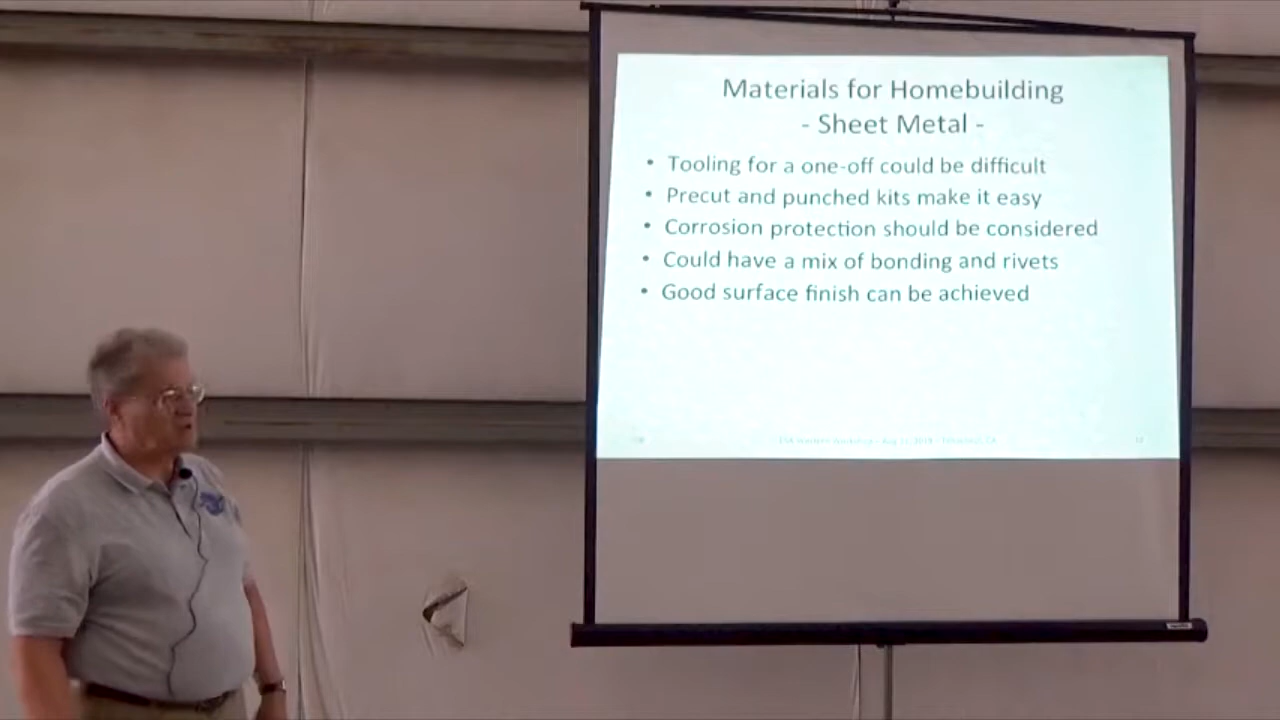 Materials for Homebuilding
- Sheet Metal -
• Tooling for a one-off could be difficult
• Precut and punched kits make it easy
• Corrosion protection should be considered
• Could have a mix of bonding and rivets
• Good surface finish can be achieved